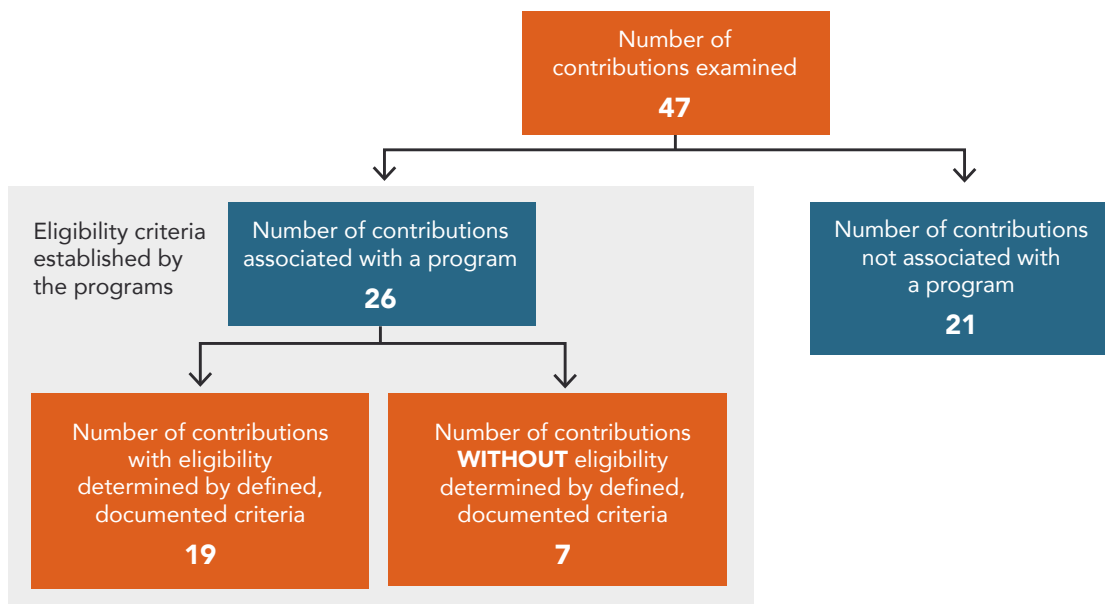 Number of
contributions examined
47
Eligibility criteria
established by
the programs
Number of contributions
associated with a program
26
Number of contributions
not associated with
a program
21
Number of contributions
with eligibility
determined by defined,
documented criteria
19
Number of contributions
WITHOUT eligibility
determined by defined,
documented criteria
7